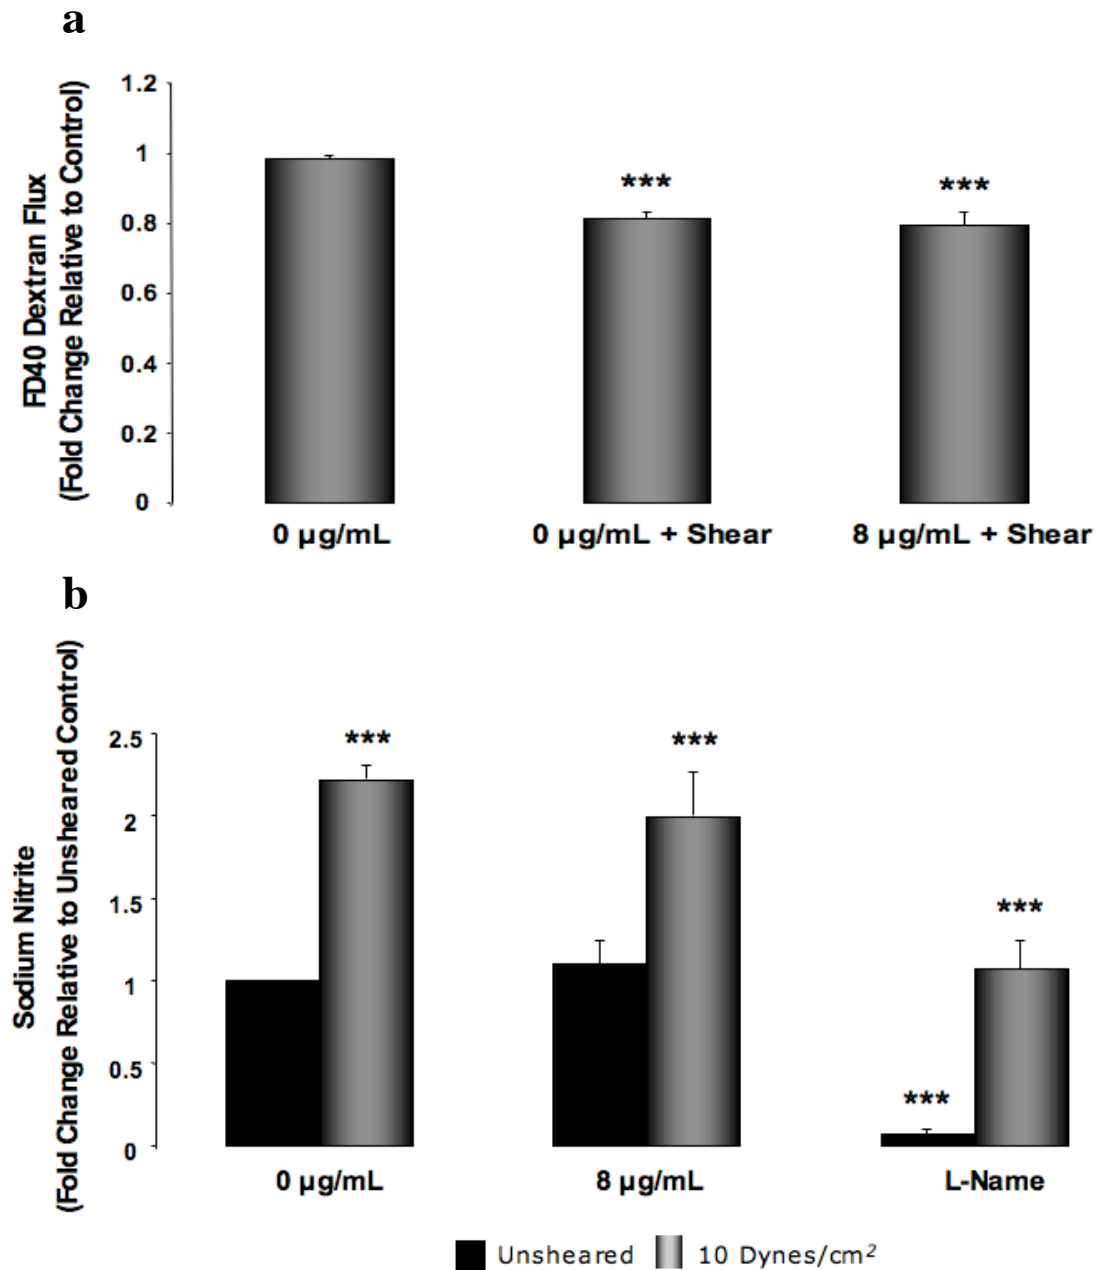 a
FD40 Dextran Flux
(Fold Change Relative to Control)
1.2
1
0.8
0.6
0.4
0.2
0
***
***
0 µg/mL
0 µg/mL + Shear
8 µg/mL + Shear
b
Sodium Nitrite
(Fold Change Relative to Unsheared Control)
2.5
2
1.5
1
0.5
0
***
***
***
***
0 µg/mL
8 µg/mL
L-Name
Unsheared
10 Dynes/cm²